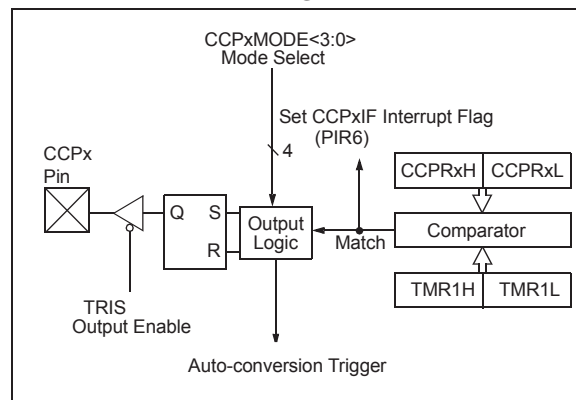 CCPxMODE<3:0>
Mode Select
Set CCPxIF Interrupt Flag
(PIR6)
4
CCPx
Pin
CCPRxH CCPRxL
Q S
R
Output
Logic
Match
Comparator
TMR1H TMR1L
TRIS
Output Enable
Auto-conversion Trigger